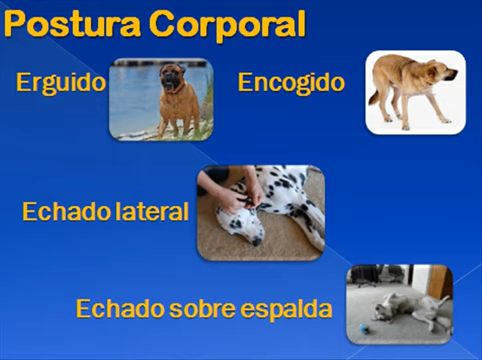 Postura Corporal
Erguido
Encogido
Echado lateral
Echado sobre espalda